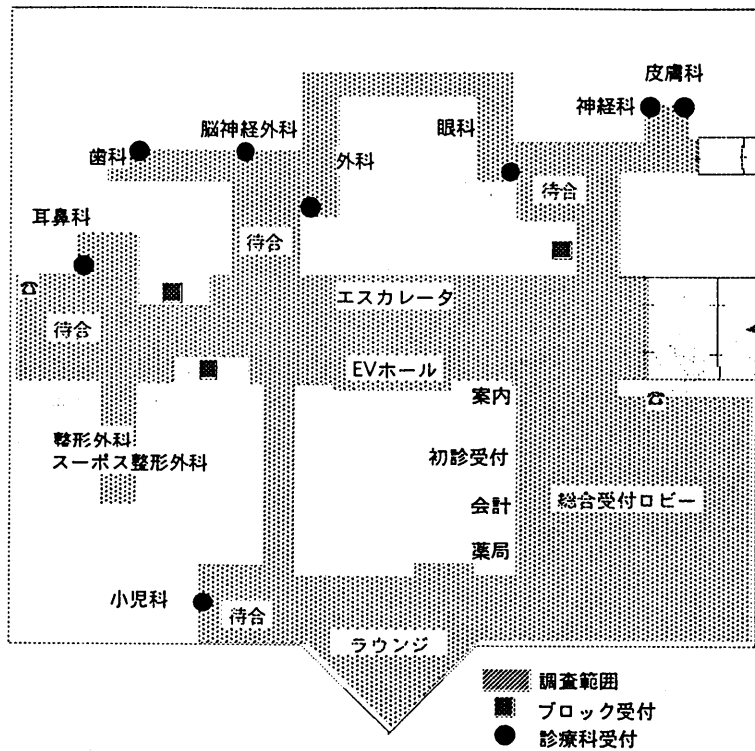 皮膚科
神経科
脳神経外科
眼科
歯科
外科
待合
耳鼻科
待合
エスカレータ
待合
EVホール
案内
整形外科
スーポス整形外科
初診受付
総合受付ロビー
会計
薬局
小児科
待合
ラウンジ
調査範囲
ブロック受付
診療科受付